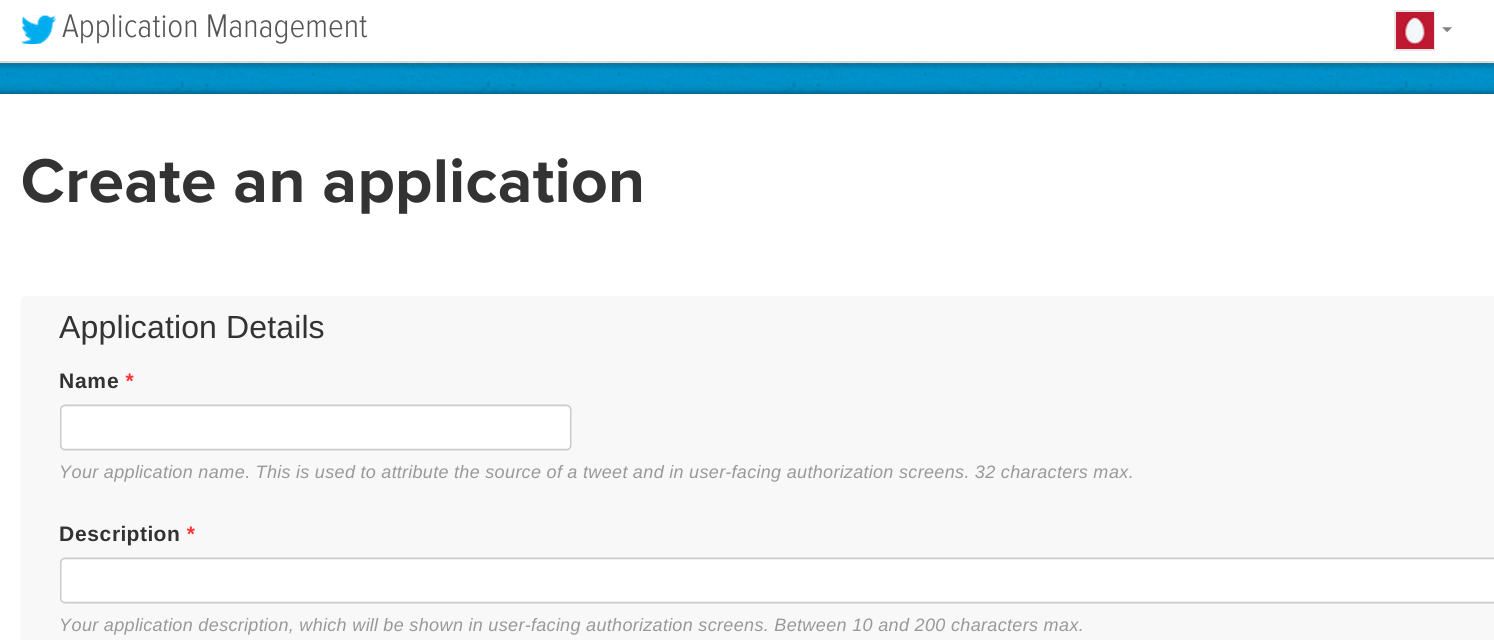 Application Management
Create an application
Application Details
Name *
Your application name. This is used to attribute the source of a tweet and in user-facing authorization screens. 32 characters max.
Description *
Your application description, which will be shown in user-facing authorization screens. Between 10 and 200 characters max.